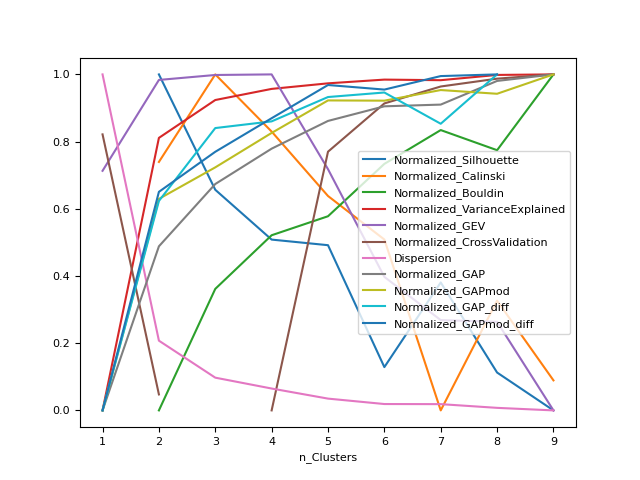 1.0
0.8
0.6
0.4
0.2
0.0
Normalized_Silhouette
Normalized_Calinski
Normalized_Bouldin
Normalized_VarianceExplained
Normalized_GEV
Normalized_CrossValidation
Dispersion
Normalized_GAP
Normalized_GAPmod
Normalized_GAP_diff
Normalized_GAPmod_diff
1 2 3 4 5 6 7 8 9
n_Clusters